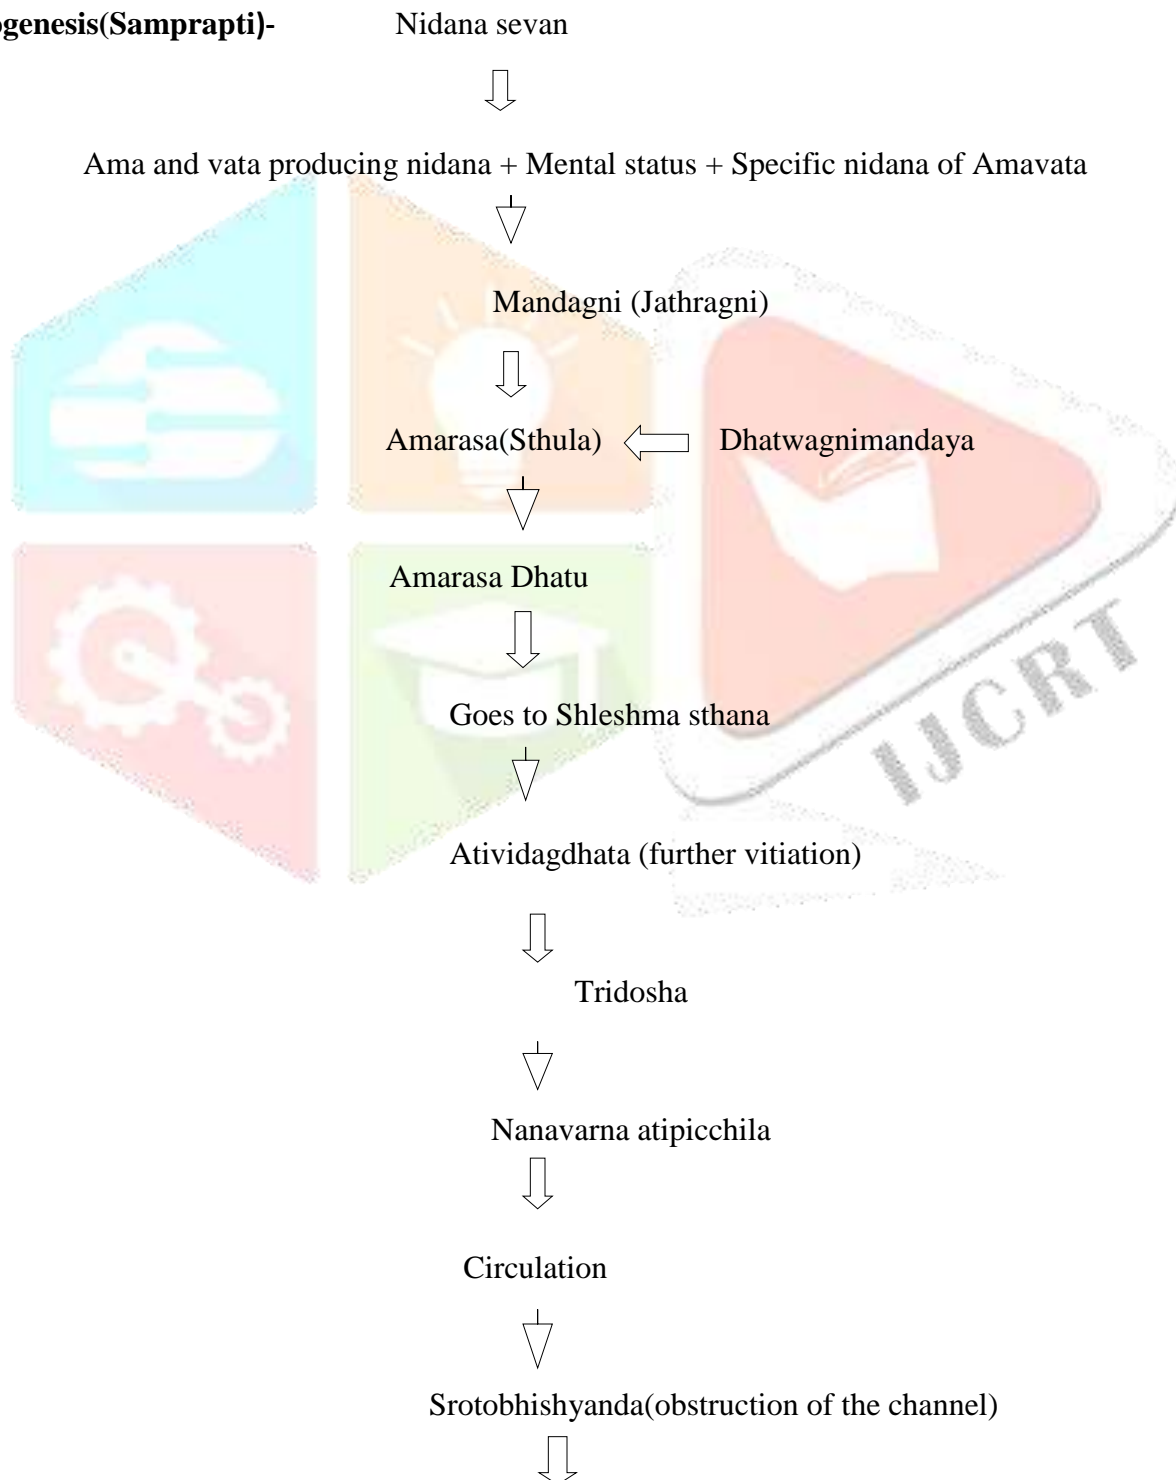 ogenesis(Samprapti)- Nidana sevan
Ama and vata producing nidana + Mental status + Specific nidana of Amavata
Mandagni (Jathragni)
Amarasa(Sthula) Dhatwagnimandaya
Amarasa Dhatu
Goes to Shleshma sthana
IJCRT
Atividagdhata (further vitiation)
Tridosha
Nanavarna atipicchila
Circulation
Srotobhishyanda(obstruction of the channel)